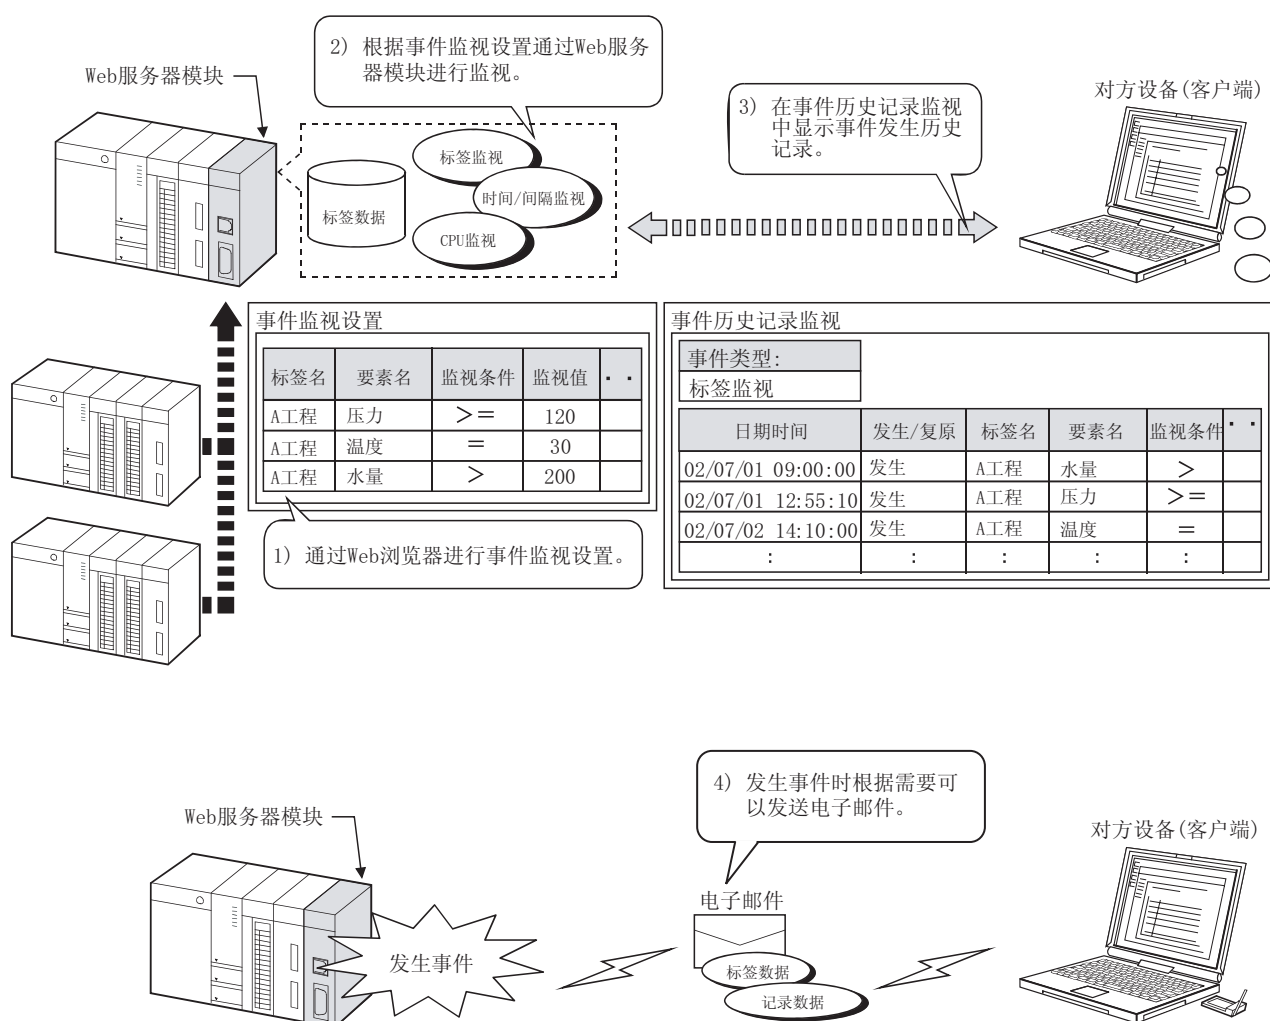 2) 根据事件监视设置通过Web服务
器模块进行监视。
Web服务器模块
3) 在事件历史记录监视
中显示事件发生历史
记录。
对方设备(客户端)
标签监视
时间/间隔监视
标签数据
CPU监视
事件监视设置
标签名 要素名 监视条件 监视值 · ·
A工程 压力 >= 120
A工程 温度 = 30
A工程 水量 > 200
1) 通过Web浏览器进行事件监视设置。
事件历史记录监视
事件类型:
标签监视
日期时间 发生/复原 标签名 要素名 监视条件 · ·
02/07/01 09:00:00 发生 A工程 水量 >
02/07/01 12:55:10 发生 A工程 压力 >=
02/07/02 14:10:00 发生 A工程 温度 =
: : : : :
4) 发生事件时根据需要可
以发送电子邮件。
Web服务器模块
对方设备(客户端)
电子邮件
发生事件
标签数据
记录数据